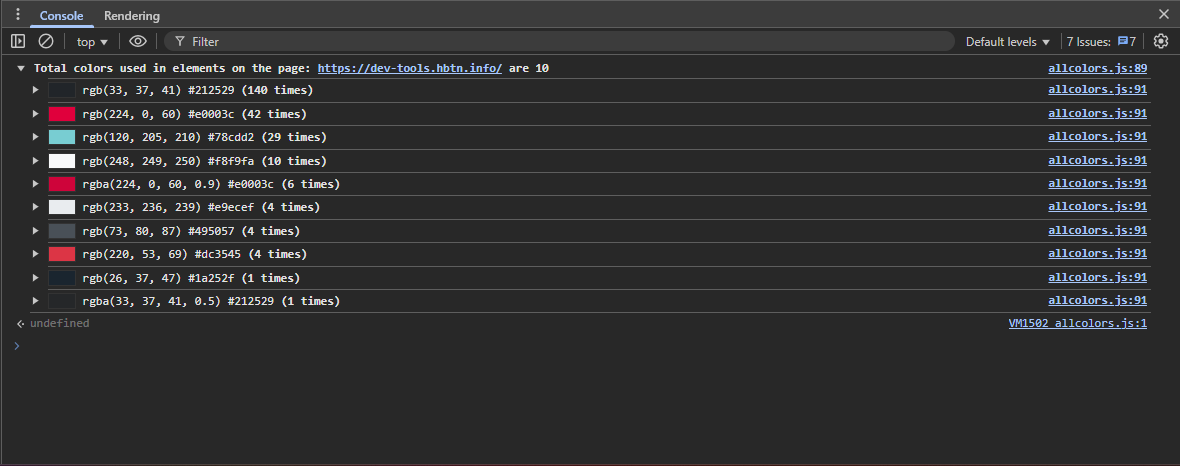 Console Rendering
top Filter Default levels 7 Issues: 7
Total colors used in elements on the page: https://dev-tools.hbtn.info/ are 10 allcolors.js:89
rgb(33, 37, 41) #212529 (140 times) allcolors.js:91
rgb(224, 0, 60) #e0003c (42 times) allcolors.js:91
rgb(120, 205, 210) #78cdd2 (29 times) allcolors.js:91
rgb(248, 249, 250) #f8f9fa (10 times) allcolors.js:91
rgba(224, 0, 60, 0.9) #e0003c (6 times) allcolors.js:91
rgb(233, 236, 239) #e9ecef (4 times) allcolors.js:91
rgb(73, 80, 87) #495057 (4 times) allcolors.js:91
rgb(220, 53, 69) #dc3545 (4 times) allcolors.js:91
rgb(26, 37, 47) #1a252f (1 times) allcolors.js:91
rgba(33, 37, 41, 0.5) #212529 (1 times) allcolors.js:91
undefined VM1502 allcolors.js:1